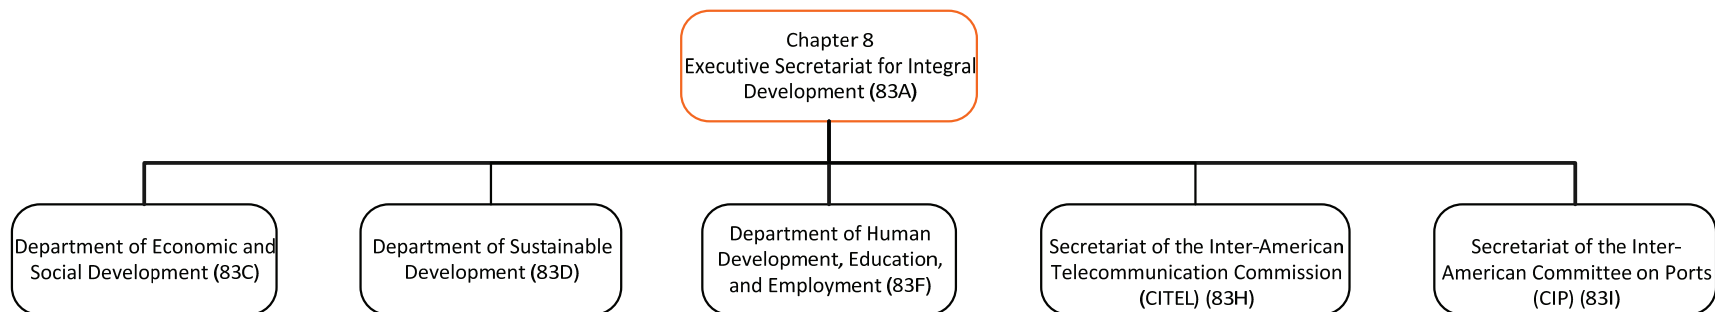 Chapter 8
Executive Secretariat for Integral
Development (83A)
Department of Economic and
Social Development (83C)
Department of Sustainable
Development (83D)
Department of Human
Development, Education,
and Employment (83F)
Secretariat of the Inter-American
Telecommunication Commission
(CITEL) (83H)
Secretariat of the Inter-
American Committee on Ports
(CIP) (83I)